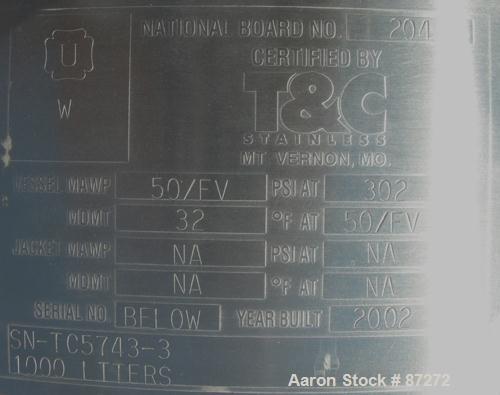 U
W
NATIONAL BOARD NO.
CERTIFIED BY
T&C
STAINLESS
MT VERNON, MO.
VESSEL MAWP 50/FV PSI AT 302
MDMT 32 °F AT 50/FV
JACKET MAWP NA PSI AT NA
MDMT NA °F AT NA
SERIAL NO. BELOW YEAR BUILT 2002
SN-TC5743-3
1000 LITERS
Aaron Stock # 87272